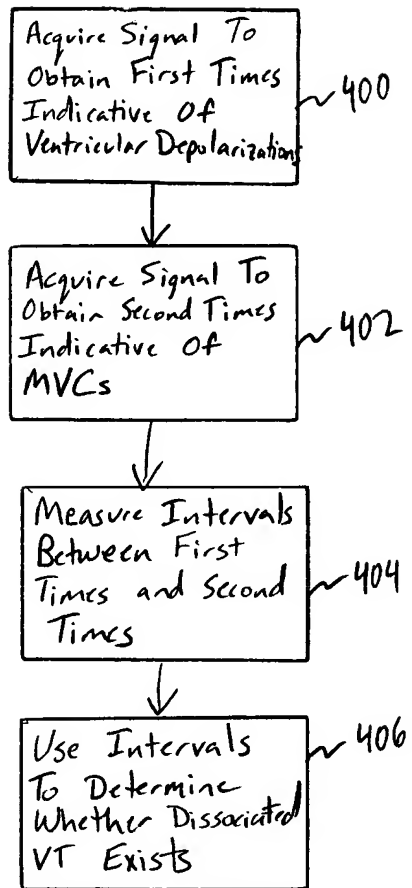 Acquire Signal To
Obtain First Times
Indicative Of
Ventricular Depolarizations
400
Acquire Signal To
Obtain Second Times
Indicative Of
MVCs
402
Measure Intervals
Between First
Times and Second
Times
404
Use Intervals
To Determine
Whether Dissociated
VT Exists
406